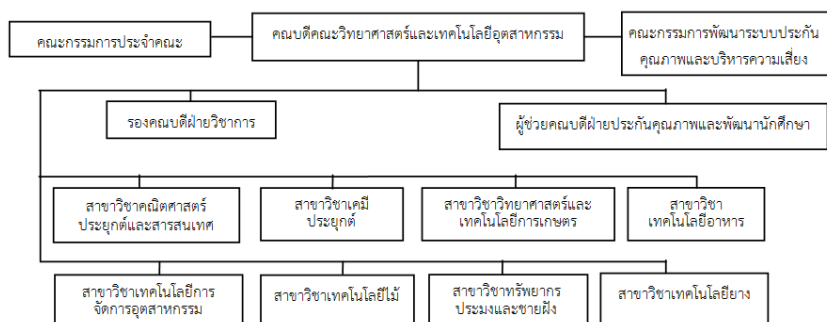 คณะกรรมการประจำคณะ
คณบดีคณะวิทยาศาสตร์และเทคโนโลยีอุตสาหกรรม
คณะกรรมการพัฒนาระบบประกัน
คุณภาพและบริหารความเสี่ยง
รองคณบดีฝ่ายวิชาการ
ผู้ช่วยคณบดีฝ่ายประกันคุณภาพและพัฒนานักศึกษา
สาขาวิชาคณิตศาสตร์
ประยุกต์และสารสนเทศ
สาขาวิชาเคมี
ประยุกต์
สาขาวิชาวิทยาศาสตร์และ
เทคโนโลยีการเกษตร
สาขาวิชา
เทคโนโลยีอาหาร
สาขาวิชาเทคโนโลยีการ
จัดการอุตสาหกรรม
สาขาวิชาเทคโนโลยีไม้
สาขาวิชาทรัพยากร
ประมงและชายฝั่ง
สาขาวิชาเทคโนโลยียาง